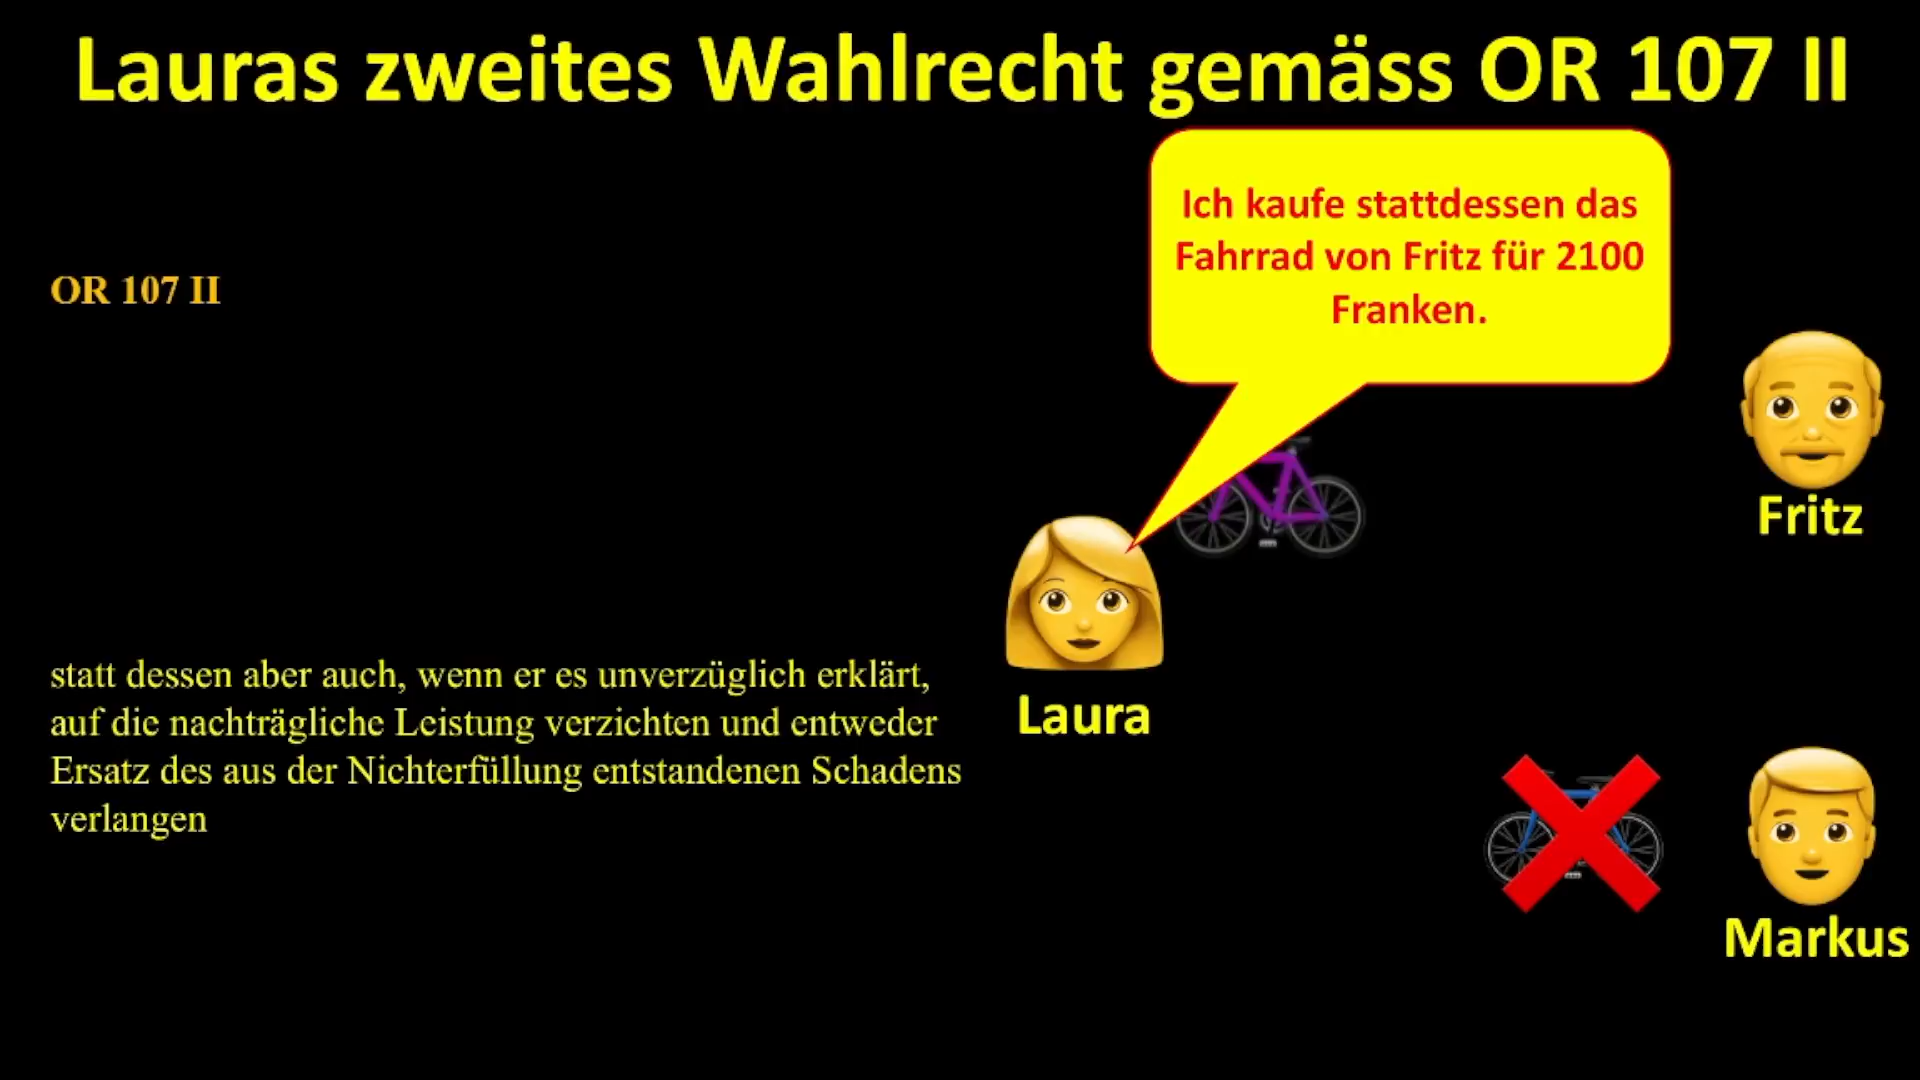 Lauras zweites Wahlrecht gemäss OR 107 II
Ich kaufe stattdessen das
Fahrrad von Fritz für 2100
Franken.
OR 107 II
Fritz
statt dessen aber auch, wenn er es unverzüglich erklärt,
auf die nachträgliche Leistung verzichten und entweder
Ersatz des aus der Nichterfüllung entstandenen Schadens
verlangen
Laura
Markus